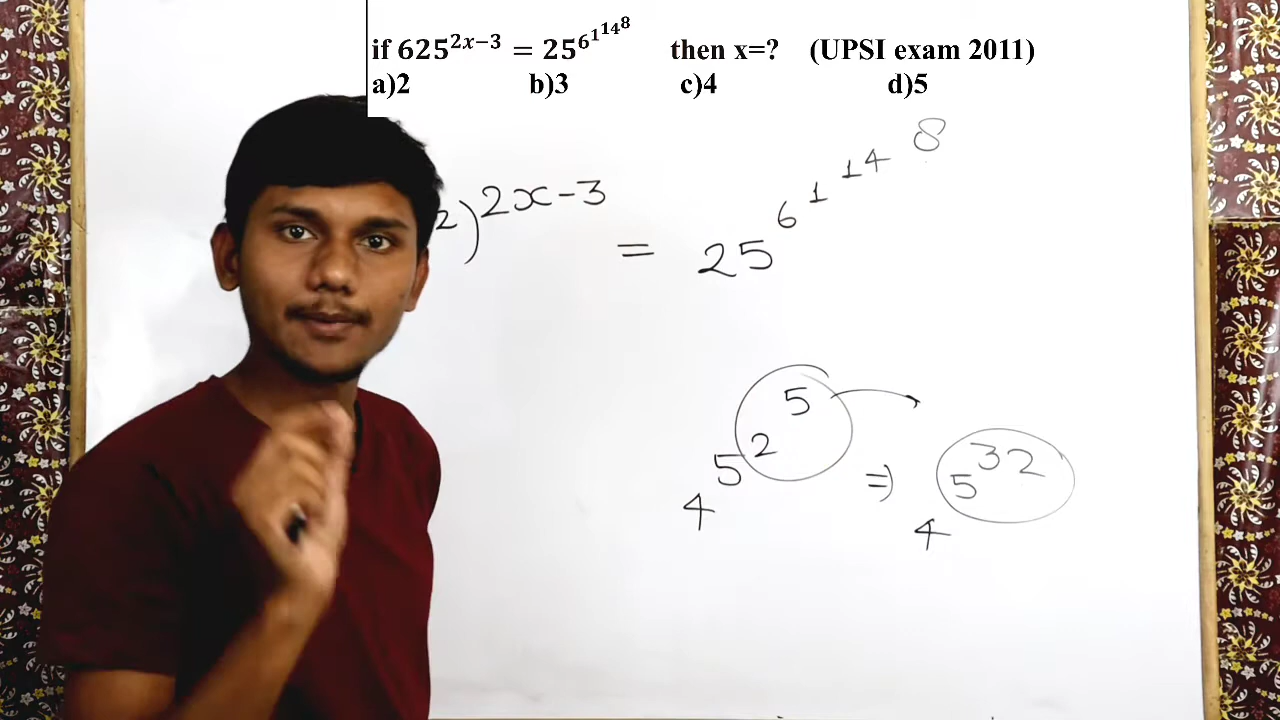 if 625^{2x−3} = 25^{6^{1^{14^{8}}}} then x=? (UPSI exam 2011)
a)2 b)3 c)4 d)5
2)^{2x-3} = 25^{6^{1^{14^{8}}}}
4^{5^{2^{5}}} ⇒ 4^{5^{32}}